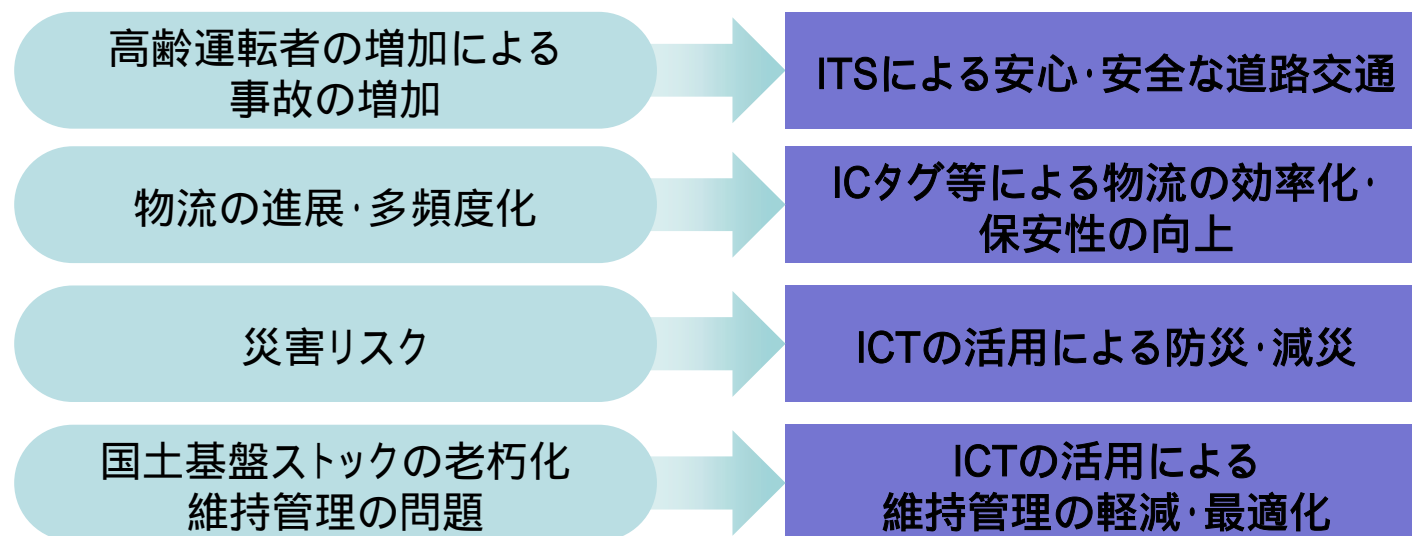 高齢運転者の増加による
事故の増加
ITSによる安心・安全な道路交通
物流の進展・多頻度化
ICタグ等による物流の効率化・
保安性の向上
災害リスク
ICTの活用による防災・減災
国土基盤ストックの老朽化
維持管理の問題
ICTの活用による
維持管理の軽減・最適化